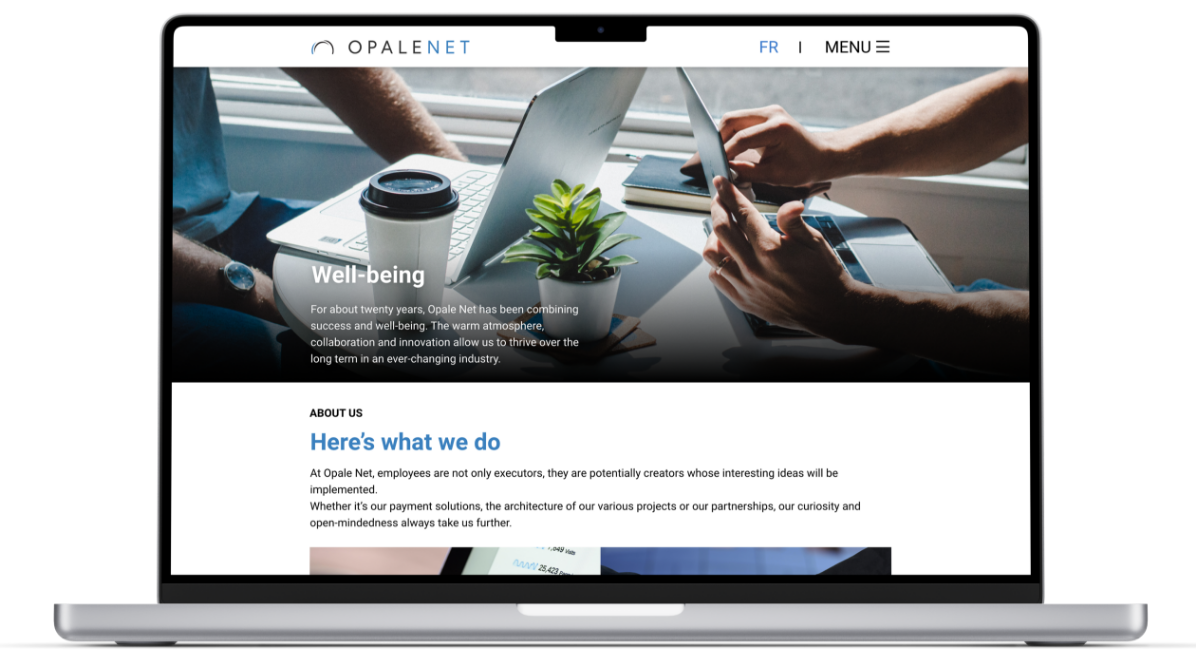 OPALENET
FR | MENU
Well-being
For about twenty years, Opale Net has been combining
success and well-being. The warm atmosphere,
collaboration and innovation allow us to thrive over the
long term in an ever-changing industry.
ABOUT US
Here's what we do
At Opale Net, employees are not only executors, they are potentially creators whose interesting ideas will be
implemented.
Whether it's our payment solutions, the architecture of our various projects or our partnerships, our curiosity and
open-mindedness always take us further.
25,423